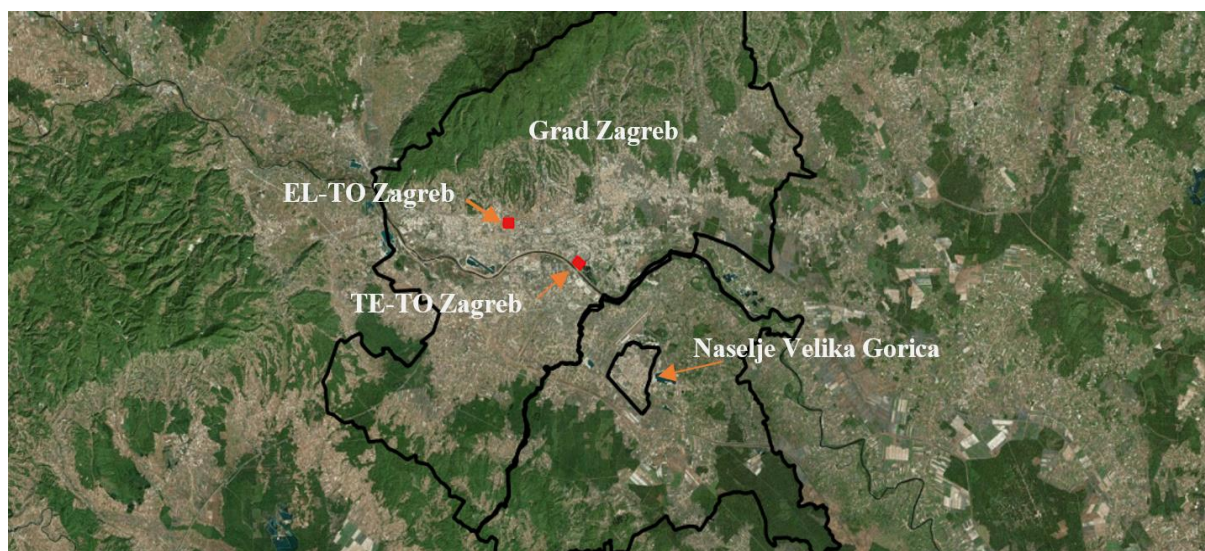 Grad Zagreb
EL-TO Zagreb
TE-TO Zagreb
Naselje Velika Gorica